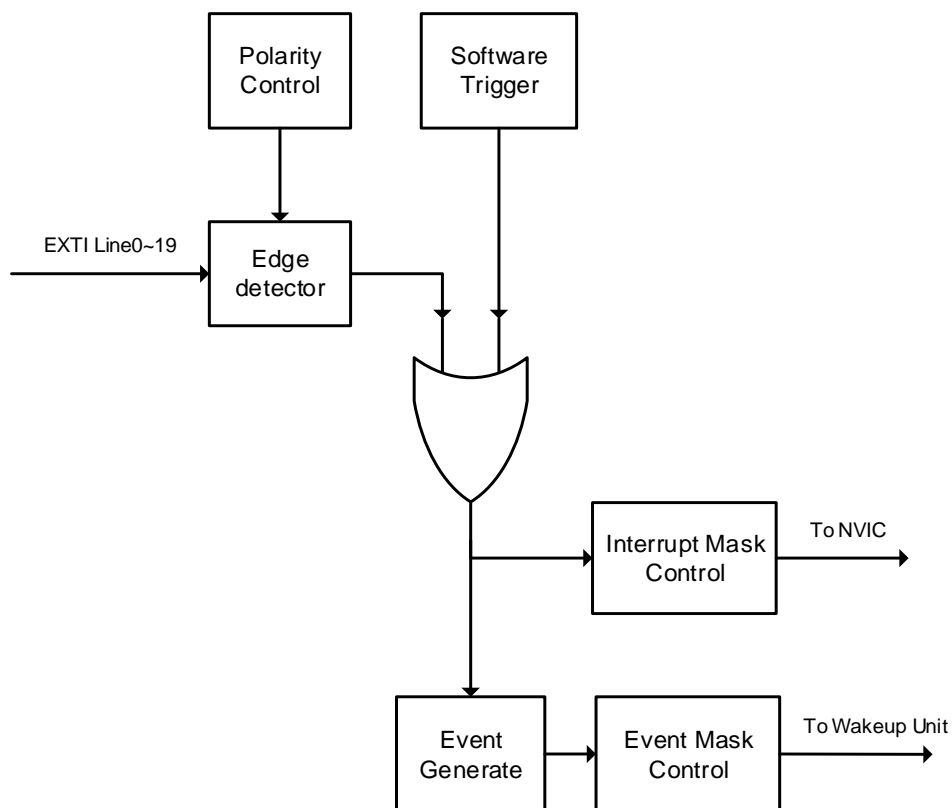 Polarity
Control
Software
Trigger
EXTI Line0~19
Edge
detector
Interrupt Mask
Control
To NVIC
Event
Generate
Event Mask
Control
To Wakeup Unit